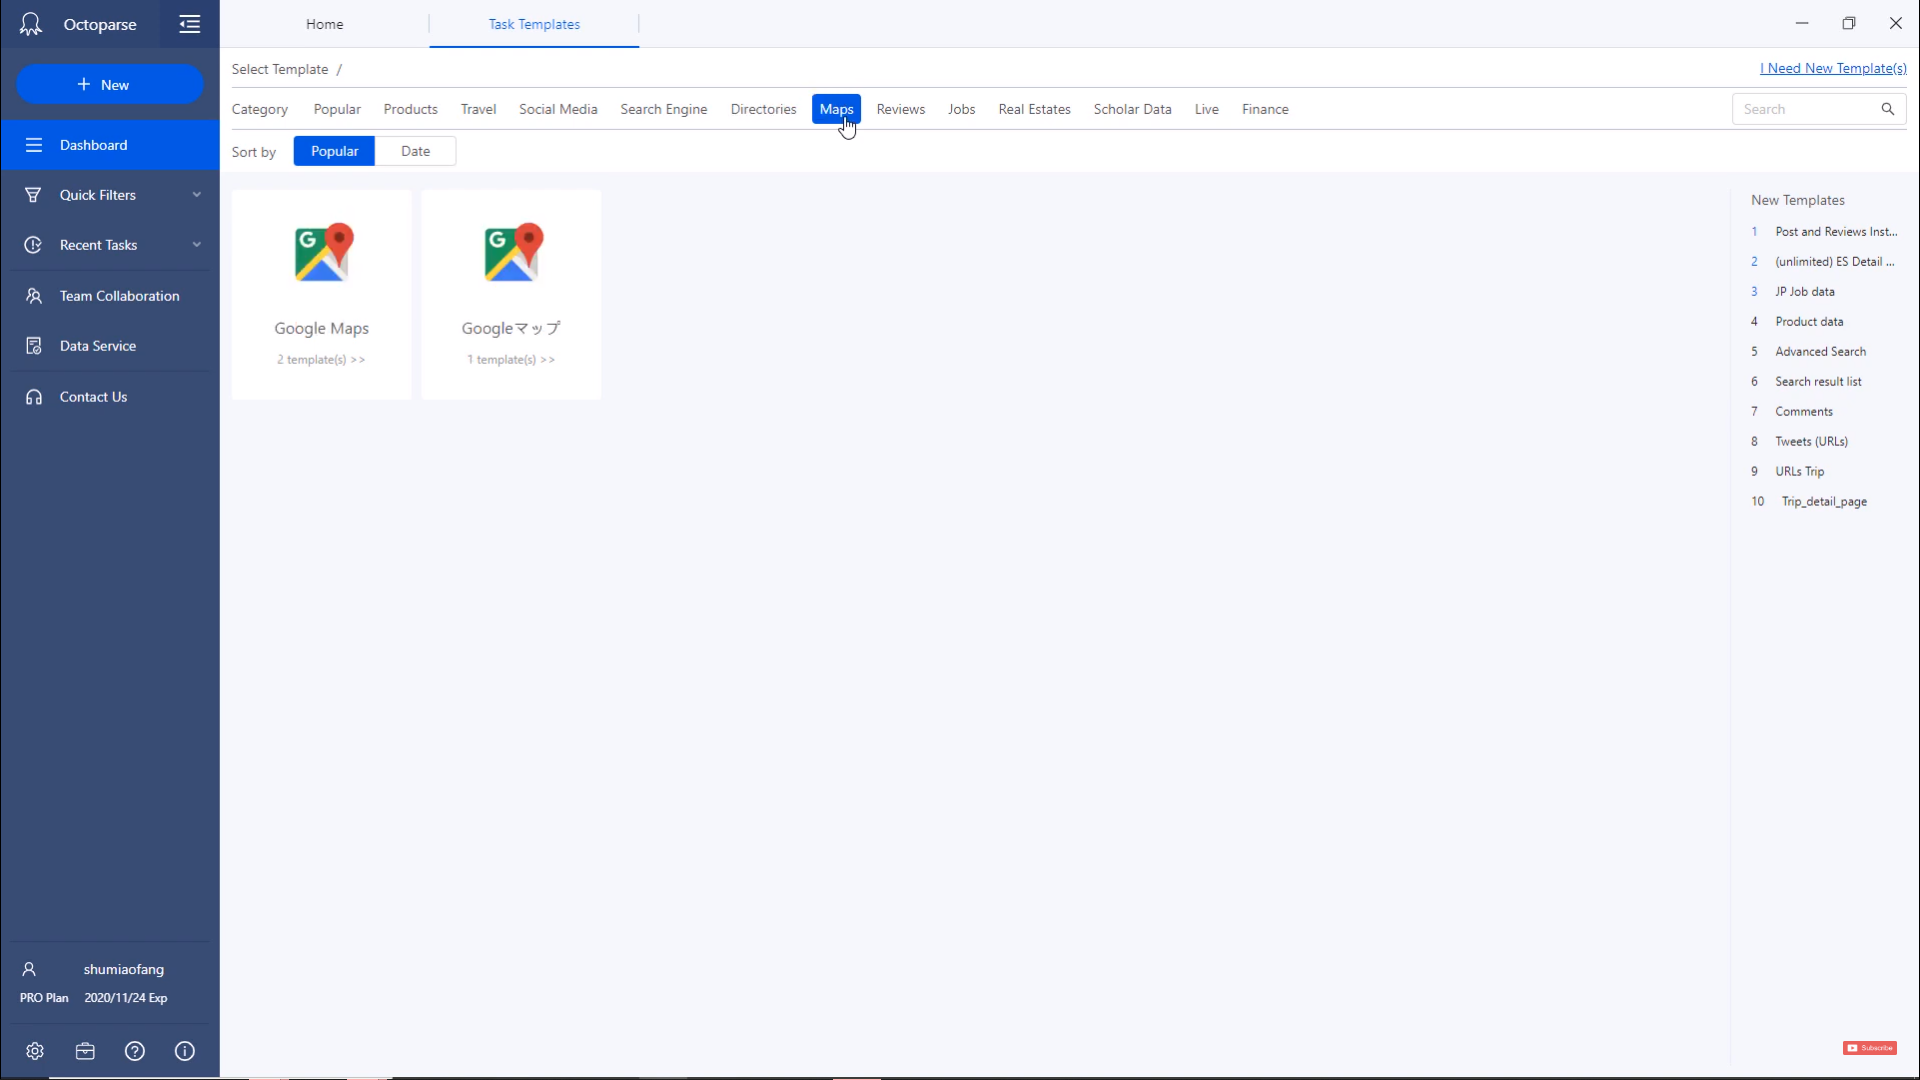 Octoparse
Home
Task Templates
+ New
Select Template /
I Need New Template(s)
Category Popular Products Travel Social Media Search Engine Directories Maps Reviews Jobs Real Estates Scholar Data Live Finance
Search
Sort by Popular Date
Dashboard
Quick Filters
Recent Tasks
Team Collaboration
Data Service
Contact Us
G
Google Maps
2 template(s) >>
G
Googleマップ
1 template(s) >>
New Templates
1 Post and Reviews Inst...
2 (unlimited) ES Detail ...
3 JP Job data
4 Product data
5 Advanced Search
6 Search result list
7 Comments
8 Tweets (URLs)
9 URLs Trip
10 Trip_detail_page
shumiaofang
PRO Plan 2020/11/24 Exp
Subscribe